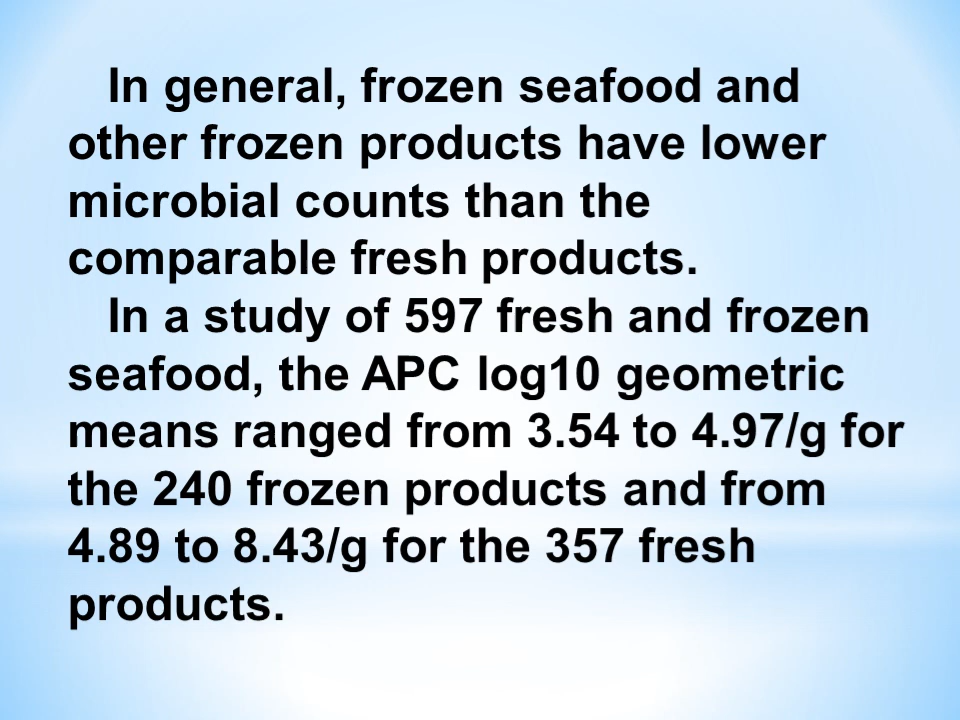 In general, frozen seafood and
other frozen products have lower
microbial counts than the
comparable fresh products.
In a study of 597 fresh and frozen
seafood, the APC log10 geometric
means ranged from 3.54 to 4.97/g for
the 240 frozen products and from
4.89 to 8.43/g for the 357 fresh
products.